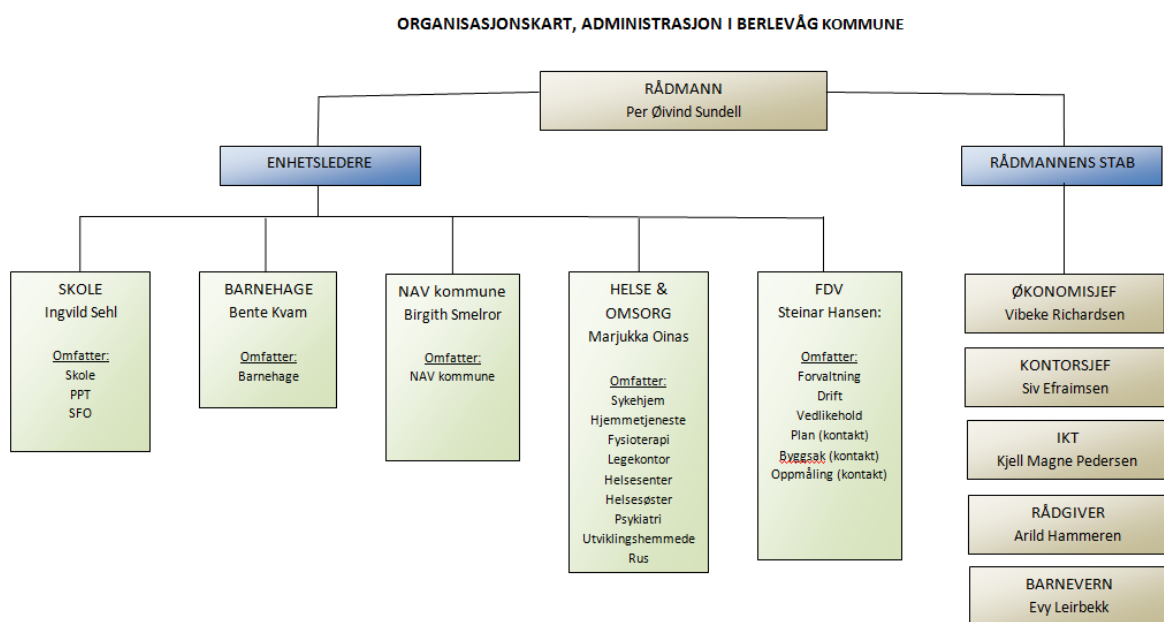 ORGANISASJONSKART, ADMINISTRASJON I BERLEVÅG KOMMUNE
RÅDMANN
Per Øivind Sundell
ENHETSLEDERE
RÅDMANNENS STAB
SKOLE
Ingvild Sehl
Omfatter:
Skole
PPT
SFO
BARNEHAGE
Bente Kvam
Omfatter:
Barnehage
NAV kommune
Birgith Smelror
Omfatter:
NAV kommune
HELSE &
OMSORG
Marjukka Oinas
Omfatter:
Sykehjem
Hjemmetjeneste
Fysioterapi
Legekontor
Helsesenter
Helsesøster
Psykiatri
Utviklingshemmede
Rus
FDV
Steinar Hansen:
Omfatter:
Forvaltning
Drift
Vedlikehold
Plan (kontakt)
Byggsak (kontakt)
Oppmåling (kontakt)
ØKONOMISJEF
Vibeke Richardsen
KONTORSJEF
Siv Efraimsen
IKT
Kjell Magne Pedersen
RÅDGIVER
Arild Hammeren
BARNEVERN
Evy Leirbekk